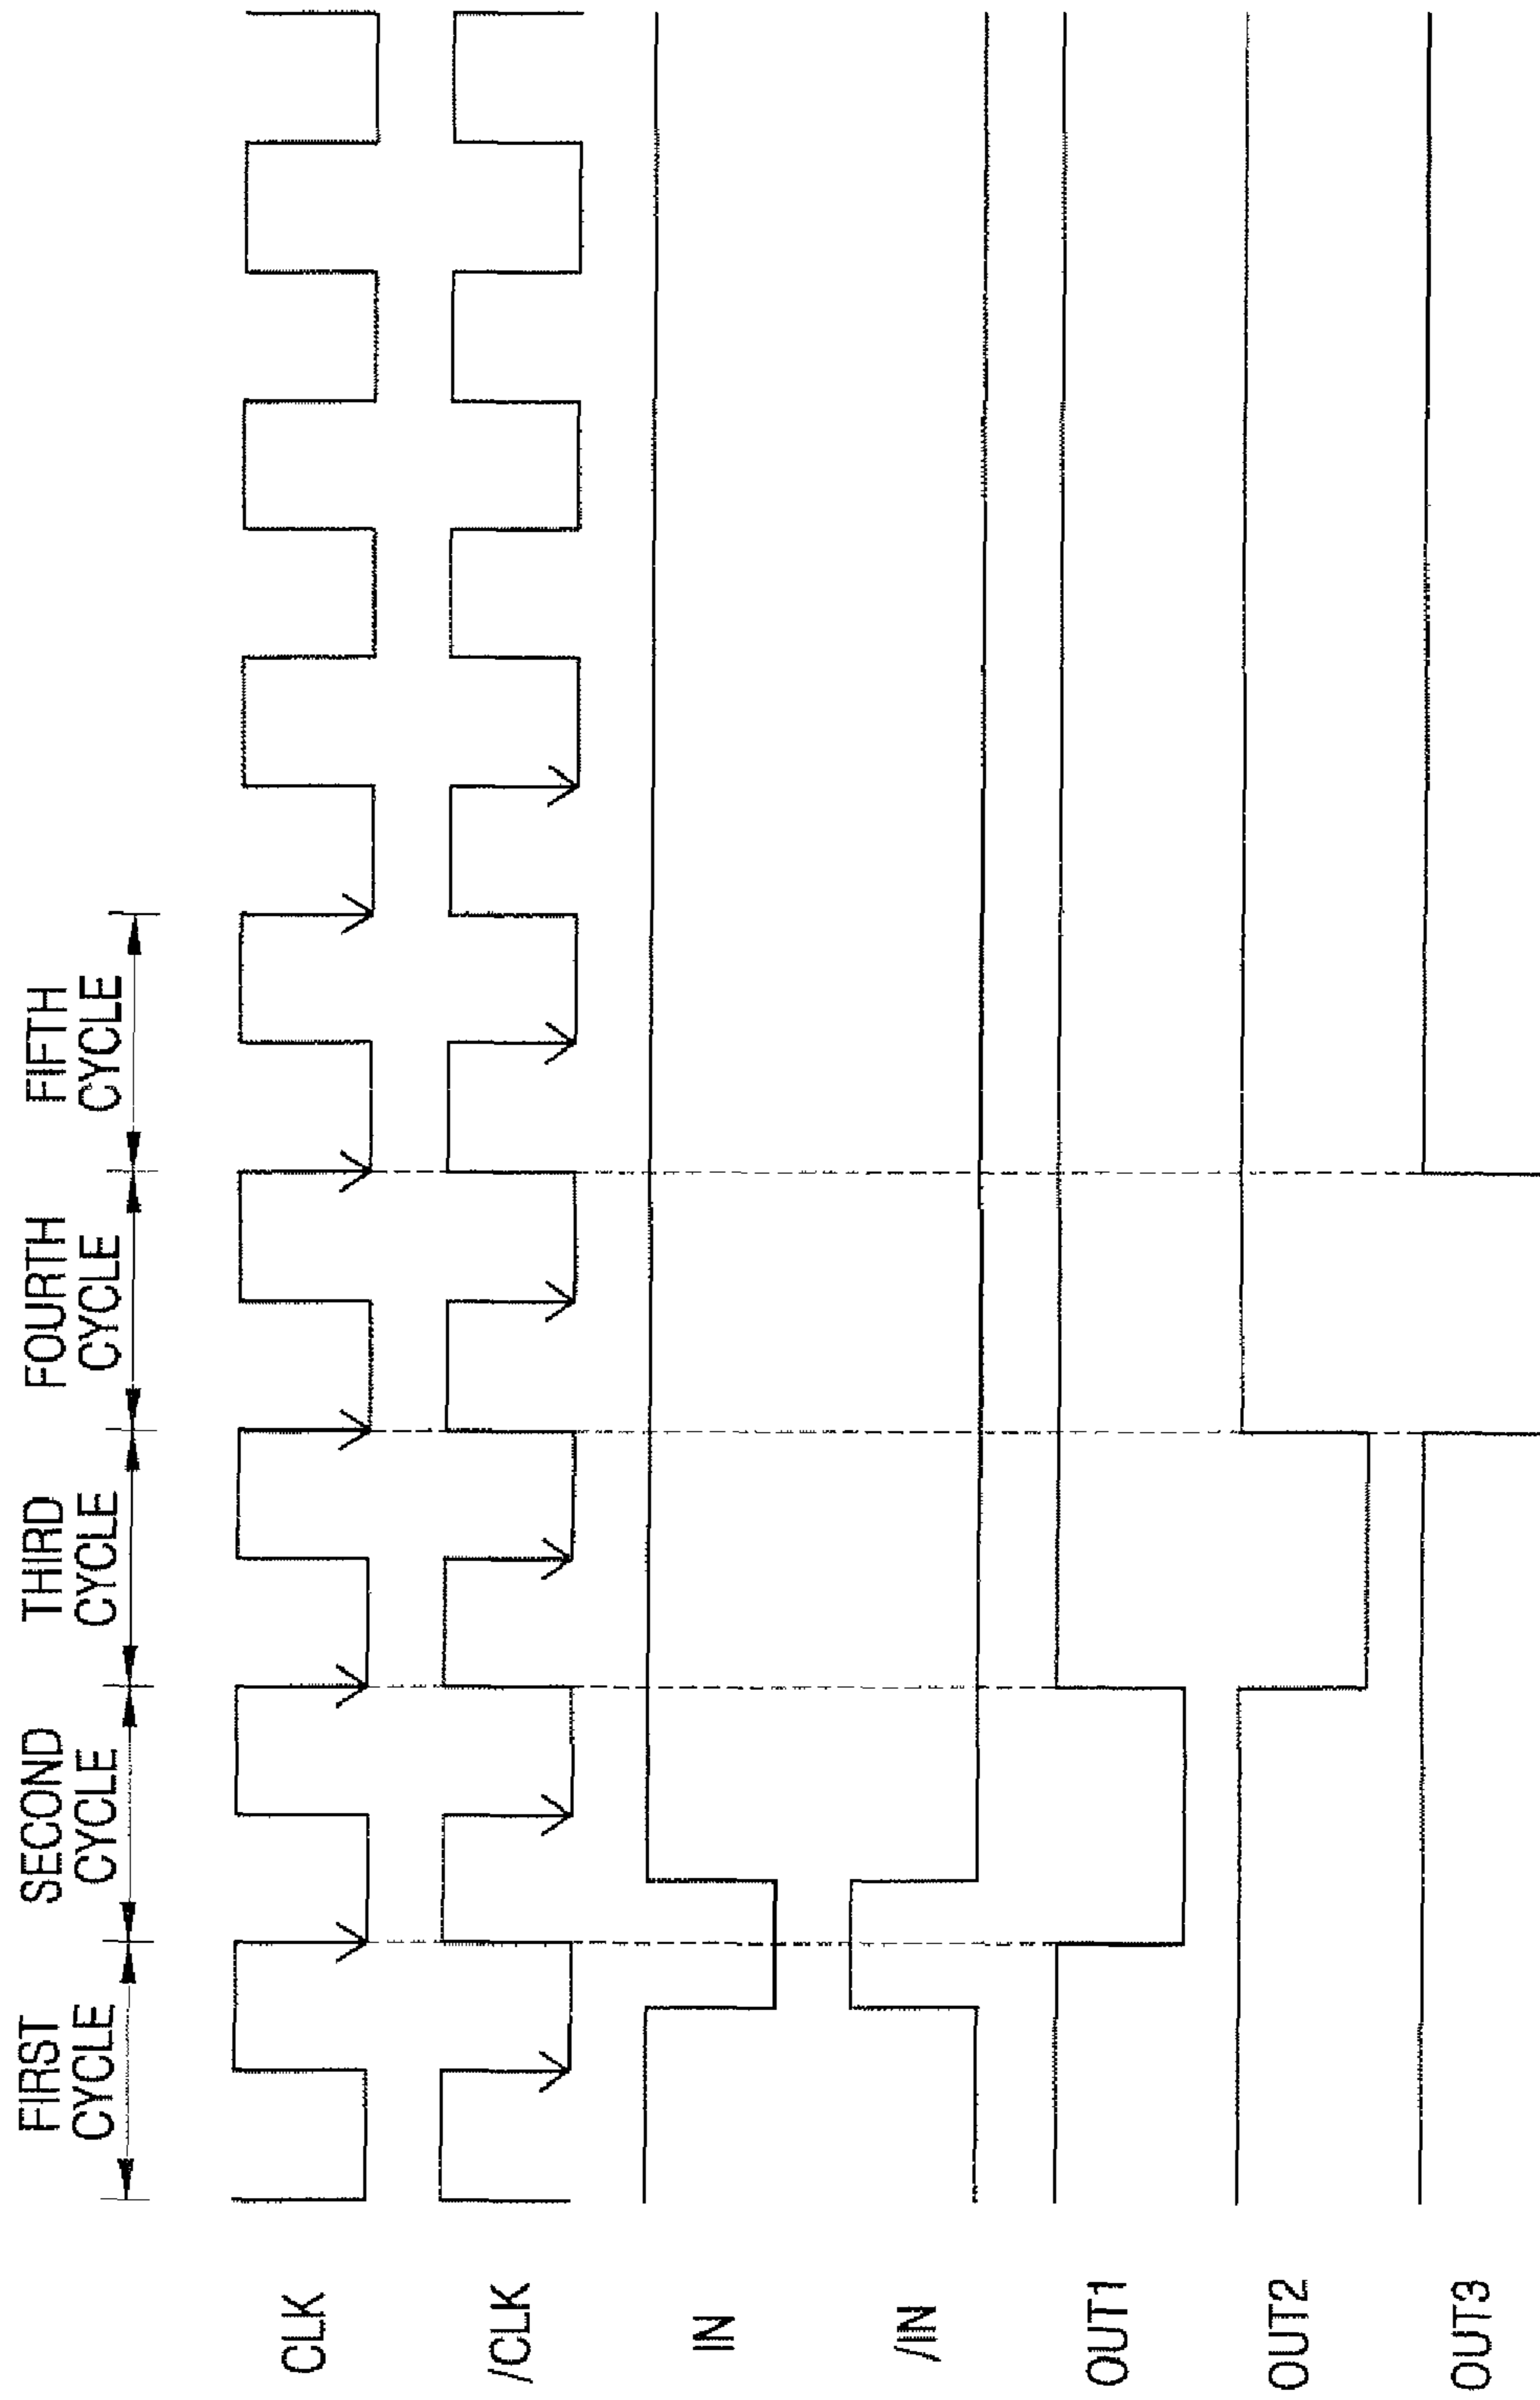 FIRST
CYCLE
SECOND
CYCLE
THIRD
CYCLE
FOURTH
CYCLE
FIFTH
CYCLE
CLK
/CLK
IN
/IN
OUT1
OUT2
OUT3